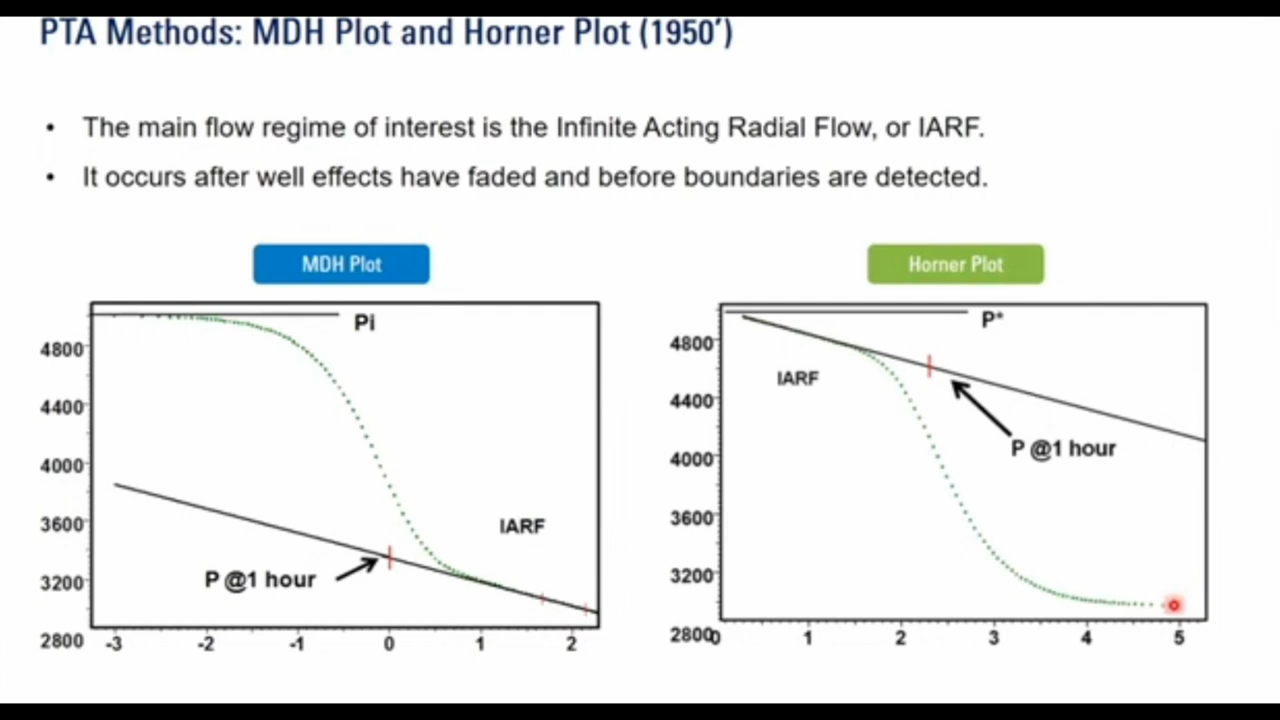 PTA Methods: MDH Plot and Horner Plot (1950')
• The main flow regime of interest is the Infinite Acting Radial Flow, or IARF.
• It occurs after well effects have faded and before boundaries are detected.
MDH Plot
Pi
4800
4400
4000
3600
3200
2800
IARF
P @1 hour
-3 -2 -1 0 1 2
Horner Plot
P*
4800
4400
4000
3600
3200
2800
IARF
P @1 hour
0 1 2 3 4 5